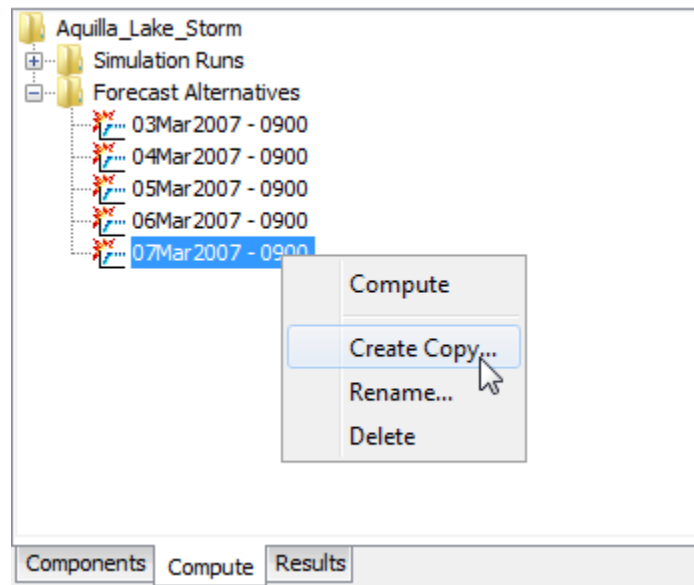 Aquilla_Lake_Storm
Simulation Runs
Forecast Alternatives
03Mar2007 - 0900
04Mar2007 - 0900
05Mar2007 - 0900
06Mar2007 - 0900
07Mar2007 - 0900
Compute
Create Copy...
Rename...
Delete
Components Compute Results